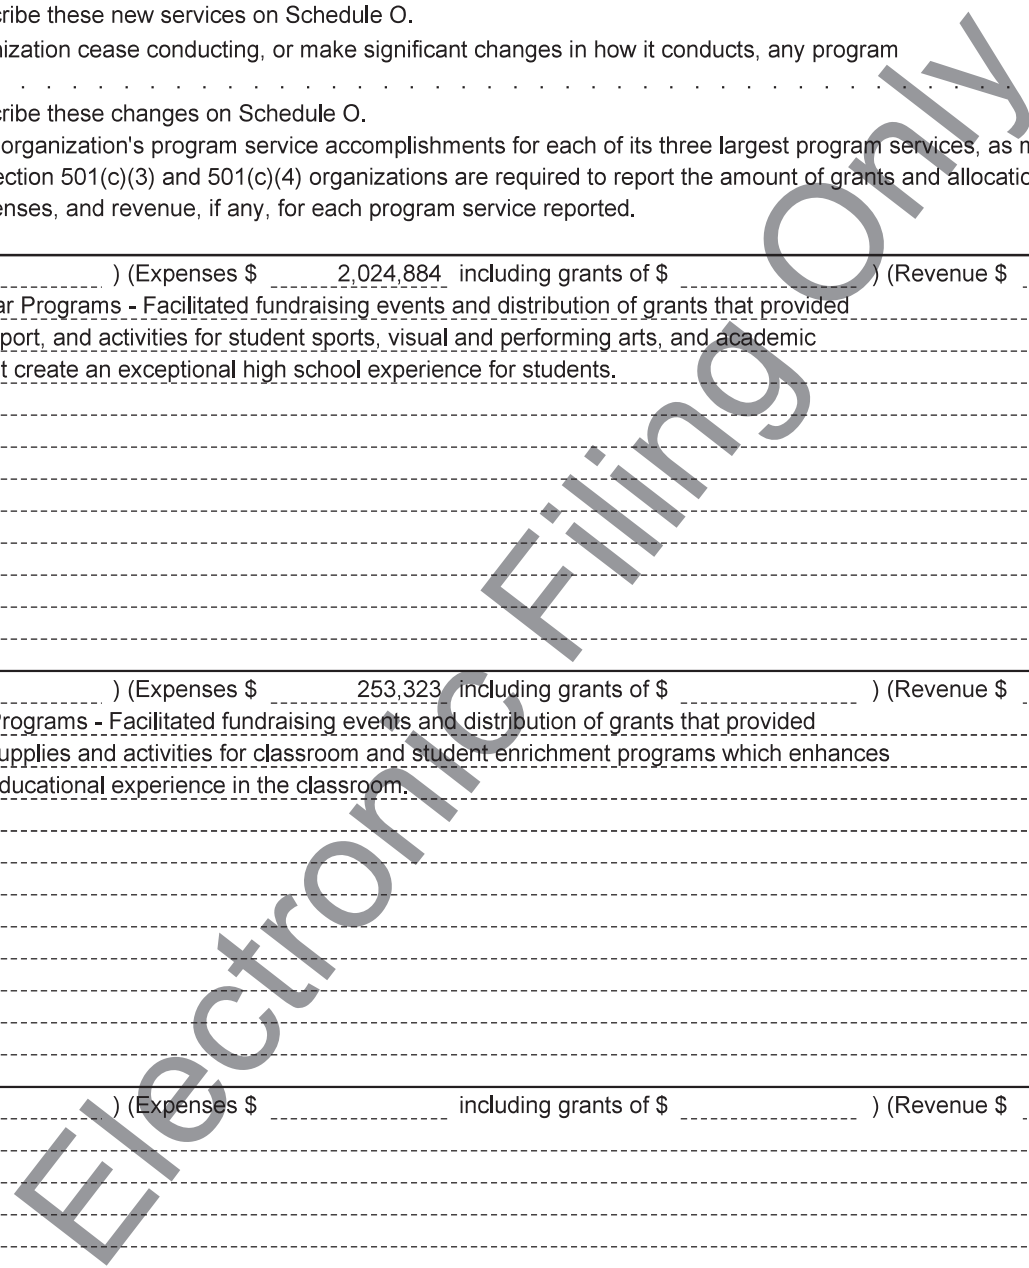 cribe these new services on Schedule O.
nization cease conducting, or make significant changes in how it conducts, any program
. . . . . . . . . . . . . . . . . . . . . . . . . . . . . . . . . . . . . . .
cribe these changes on Schedule O.
organization's program service accomplishments for each of its three largest program services, as m
ection 501(c)(3) and 501(c)(4) organizations are required to report the amount of grants and allocatio
enses, and revenue, if any, for each program service reported.
) (Expenses $ 2,024,884 including grants of $ ) (Revenue $
ar Programs - Facilitated fundraising events and distribution of grants that provided
port, and activities for student sports, visual and performing arts, and academic
t create an exceptional high school experience for students.
) (Expenses $ 253,323 including grants of $ ) (Revenue $
Programs - Facilitated fundraising events and distribution of grants that provided
upplies and activities for classroom and student enrichment programs which enhances
ducational experience in the classroom.
) (Expenses $ including grants of $ ) (Revenue $
Electronic Filing Only